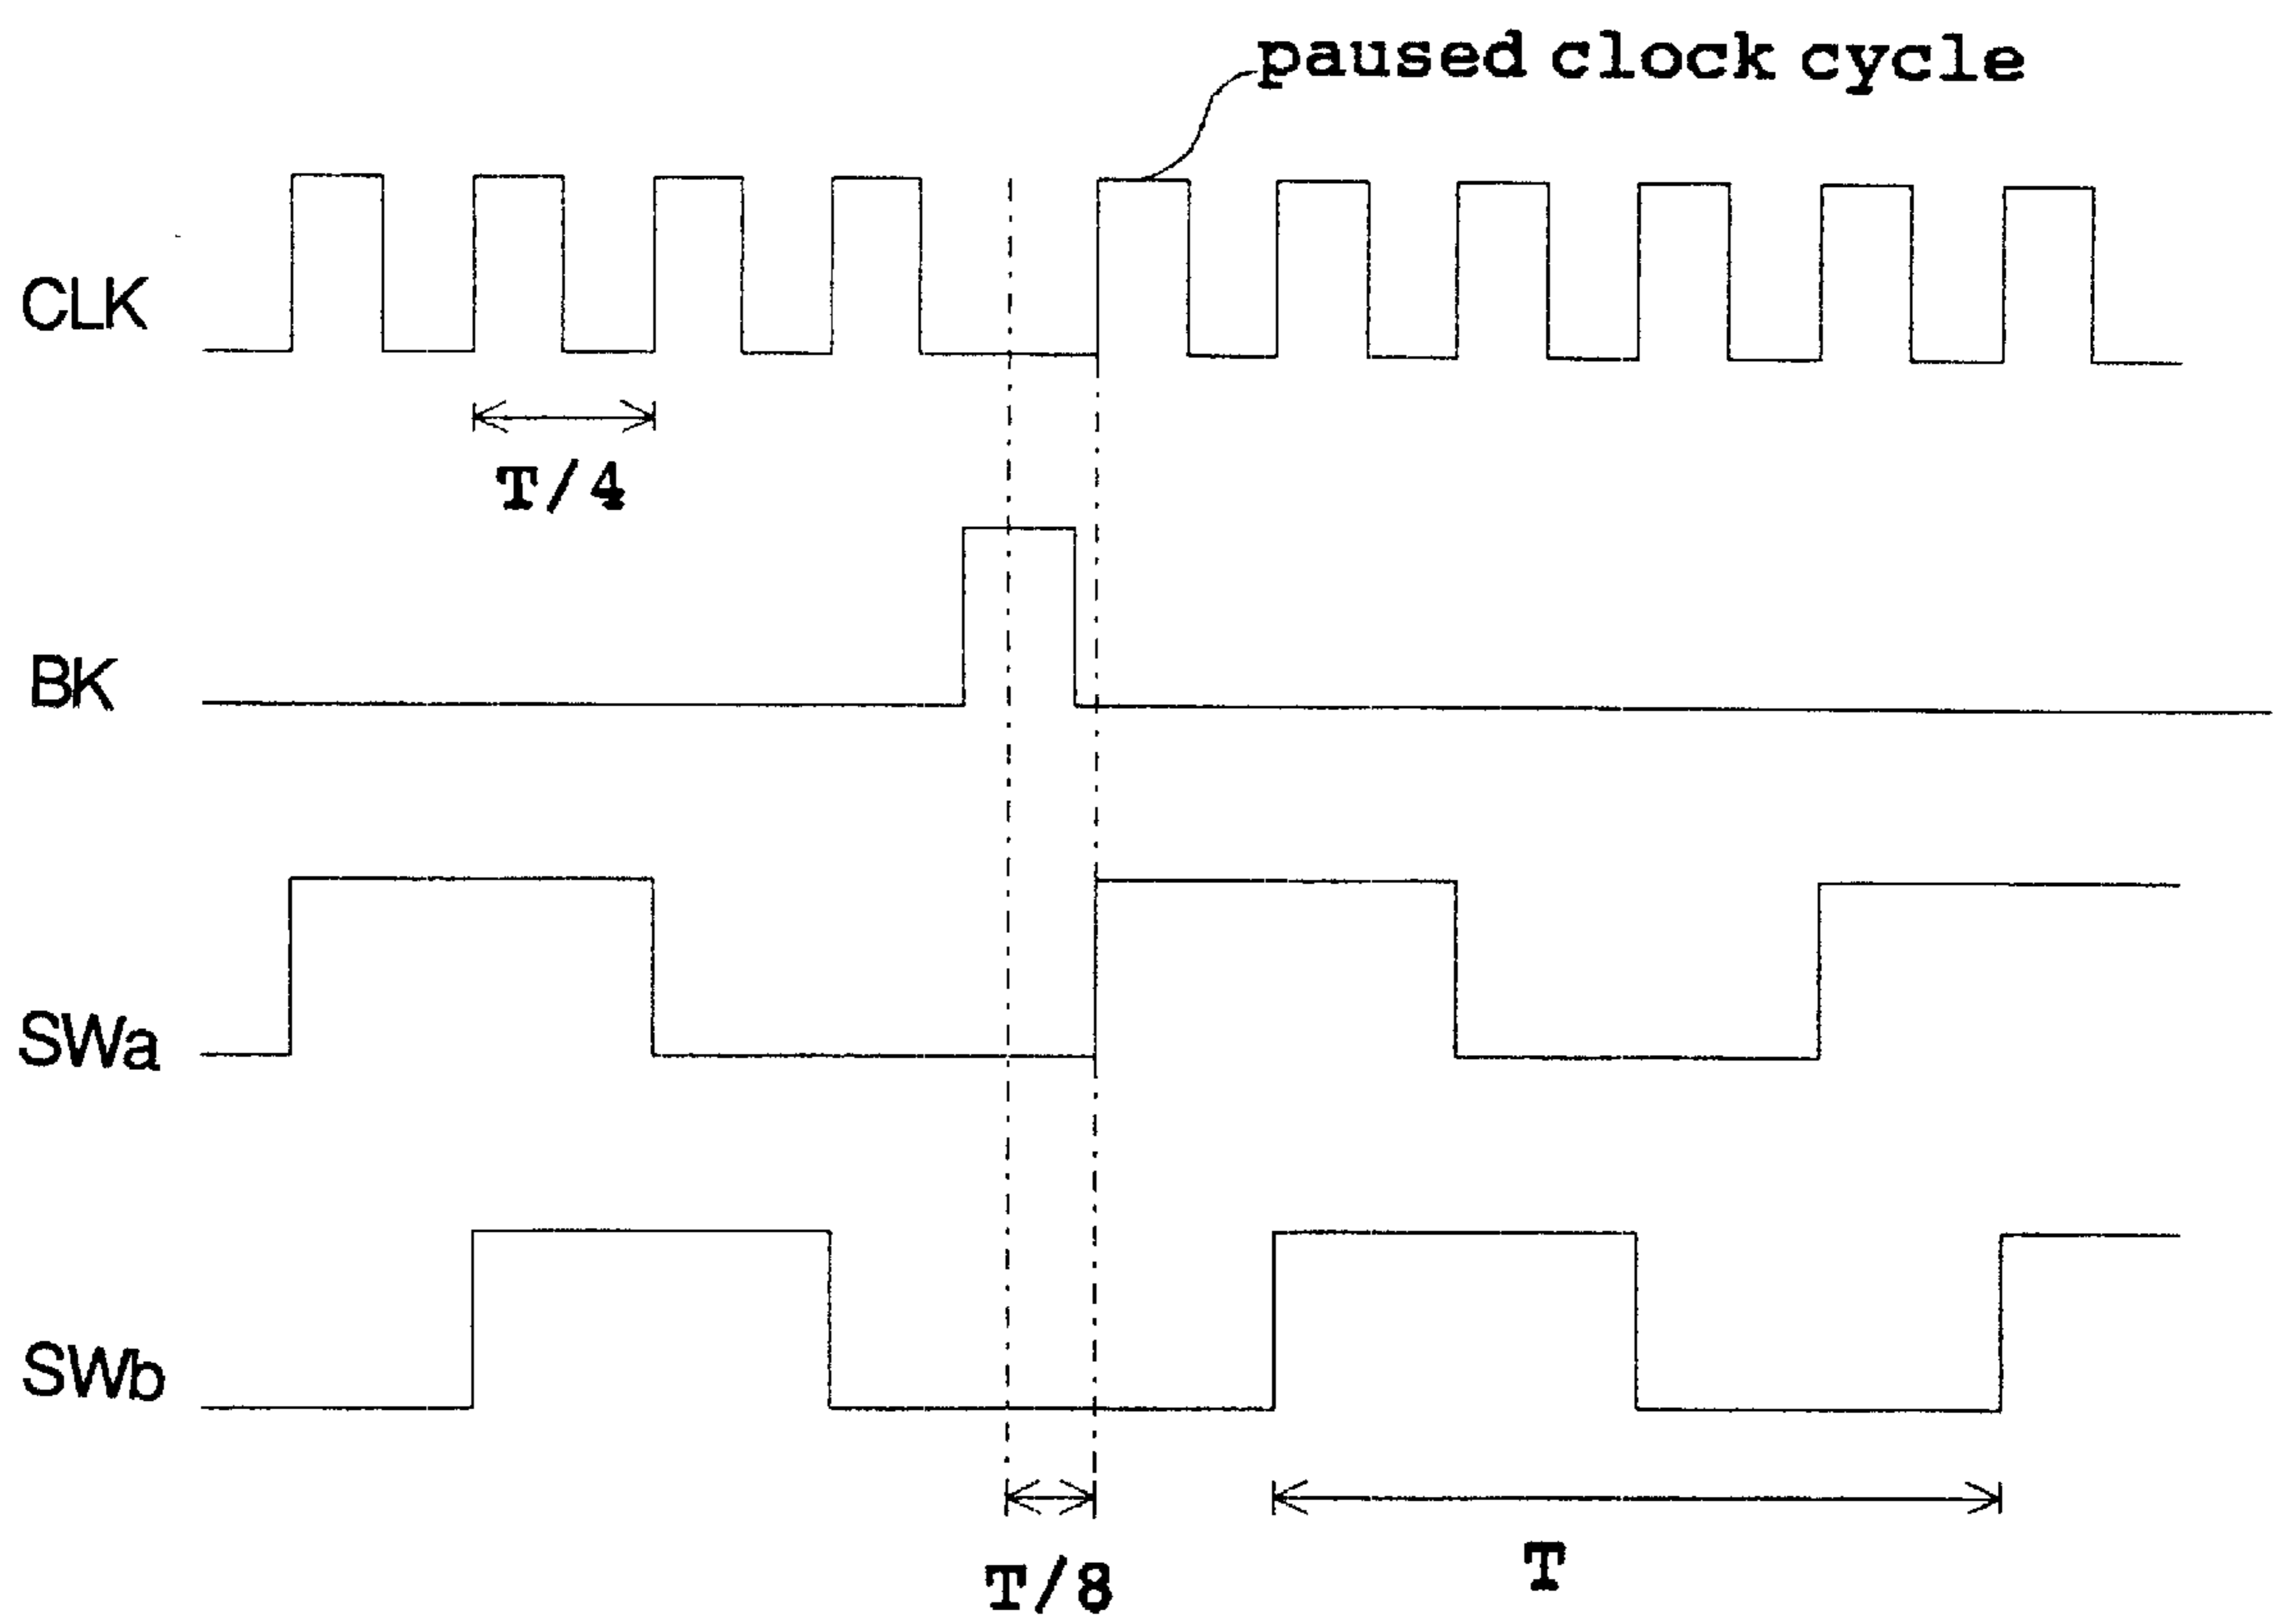 paused clock cycle
CLK
T/4
BK
SWa
SWb
T/8
T